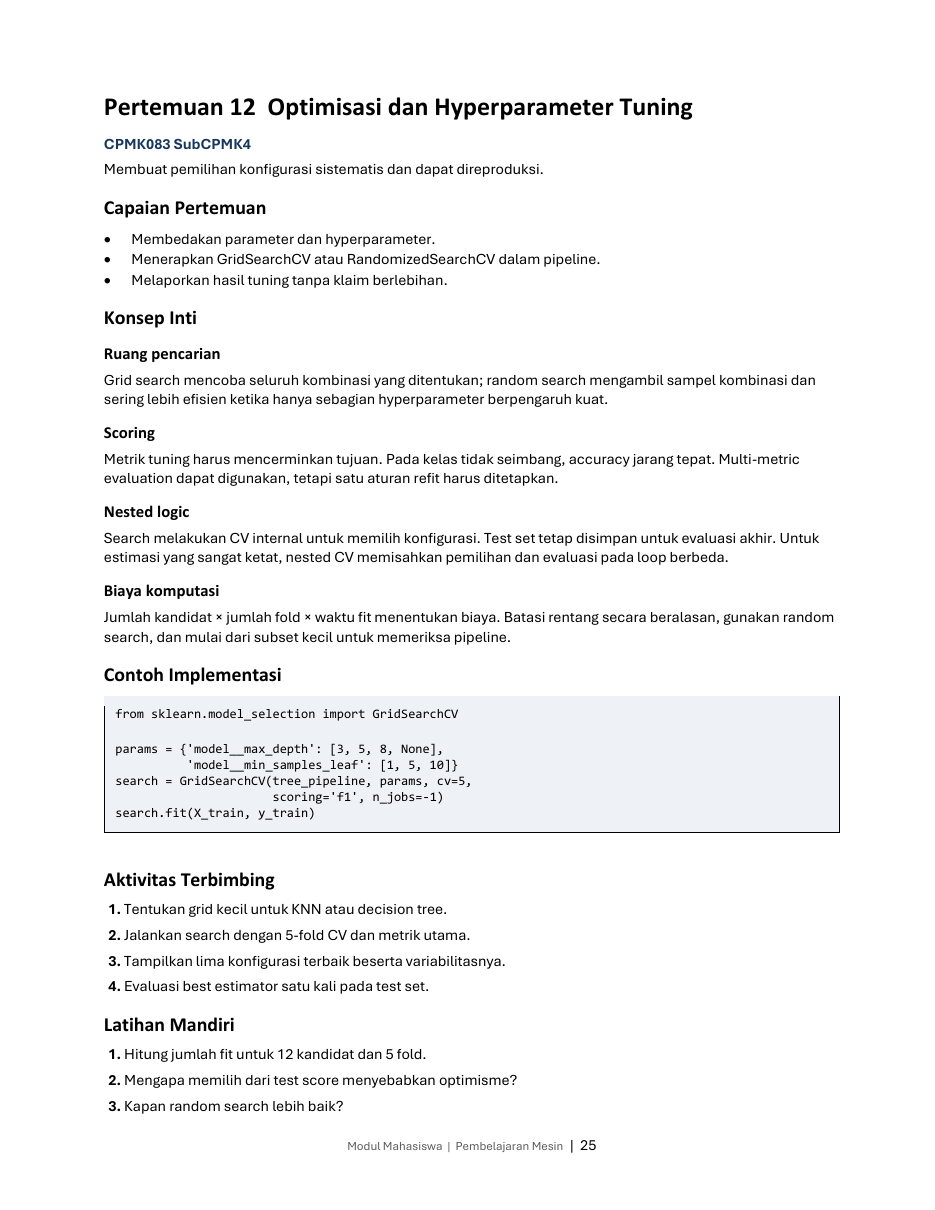 Pertemuan 12  Optimisasi dan Hyperparameter Tuning
CPMK083 SubCPMK4
Membuat pemilihan konfigurasi sistematis dan dapat direproduksi.
Capaian Pertemuan
• Membedakan parameter dan hyperparameter.
• Menerapkan GridSearchCV atau RandomizedSearchCV dalam pipeline.
• Melaporkan hasil tuning tanpa klaim berlebihan.
Konsep Inti
Ruang pencarian
Grid search mencoba seluruh kombinasi yang ditentukan; random search mengambil sampel kombinasi dan
sering lebih efisien ketika hanya sebagian hyperparameter berpengaruh kuat.
Scoring
Metrik tuning harus mencerminkan tujuan. Pada kelas tidak seimbang, accuracy jarang tepat. Multi-metric
evaluation dapat digunakan, tetapi satu aturan refit harus ditetapkan.
Nested logic
Search melakukan CV internal untuk memilih konfigurasi. Test set tetap disimpan untuk evaluasi akhir. Untuk
estimasi yang sangat ketat, nested CV memisahkan pemilihan dan evaluasi pada loop berbeda.
Biaya komputasi
Jumlah kandidat × jumlah fold × waktu fit menentukan biaya. Batasi rentang secara beralasan, gunakan random
search, dan mulai dari subset kecil untuk memeriksa pipeline.
Contoh Implementasi
from sklearn.model_selection import GridSearchCV
params = {'model__max_depth': [3, 5, 8, None],
          'model__min_samples_leaf': [1, 5, 10]}
search = GridSearchCV(tree_pipeline, params, cv=5,
                      scoring='f1', n_jobs=-1)
search.fit(X_train, y_train)
Aktivitas Terbimbing
1. Tentukan grid kecil untuk KNN atau decision tree.
2. Jalankan search dengan 5-fold CV dan metrik utama.
3. Tampilkan lima konfigurasi terbaik beserta variabilitasnya.
4. Evaluasi best estimator satu kali pada test set.
Latihan Mandiri
1. Hitung jumlah fit untuk 12 kandidat dan 5 fold.
2. Mengapa memilih dari test score menyebabkan optimisme?
3. Kapan random search lebih baik?
Modul Mahasiswa | Pembelajaran Mesin | 25